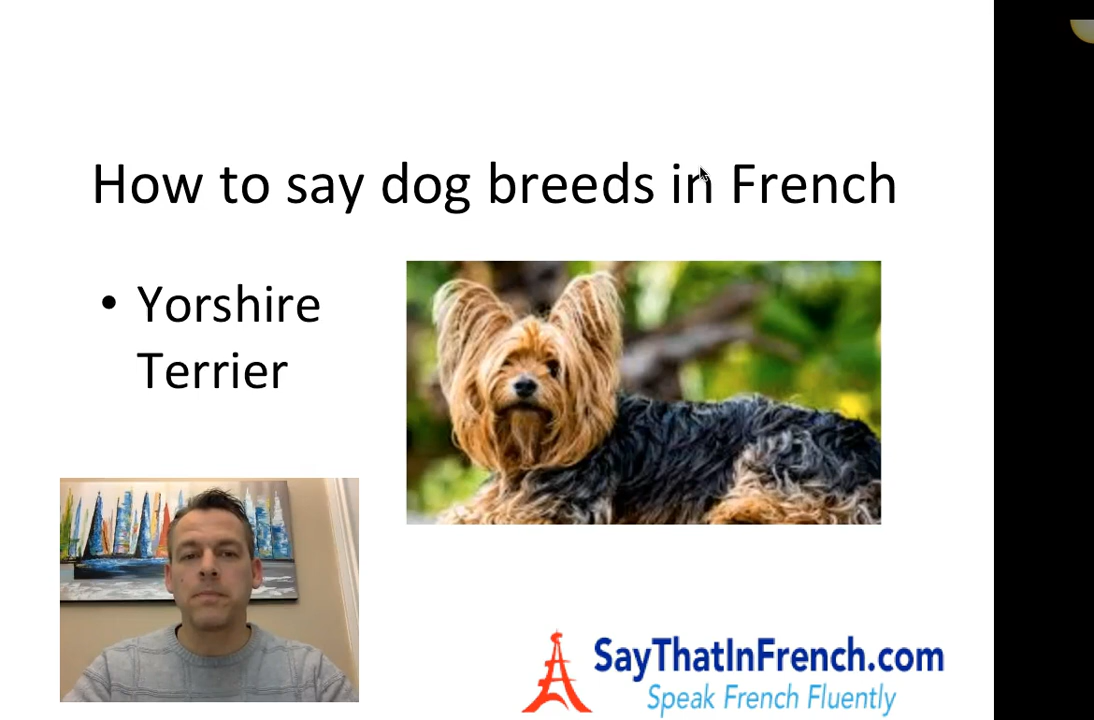 How to say dog breeds in French
• Yorshire
Terrier
SayThatInFrench.com
Speak French Fluently